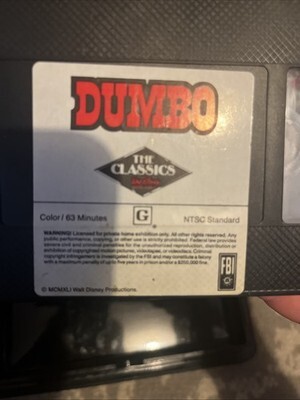 DUMBO
THE
CLASSICS
Color / 63 Minutes
G
NTSC Standard
WARNING: Licensed for private home exhibition only. All other rights reserved. Any
public performance, copying, or other use is strictly prohibited. Federal law provides
severe civil and criminal penalties for the unauthorized reproduction, distribution or
exhibition of copyrighted motion pictures, videotapes, or videodiscs. Criminal
copyright infringement is investigated by the FBI and may constitute a felony
with a maximum penalty of up to five years in prison and/or a $250,000 fine.
FBI
© MCMXLI Walt Disney Productions.